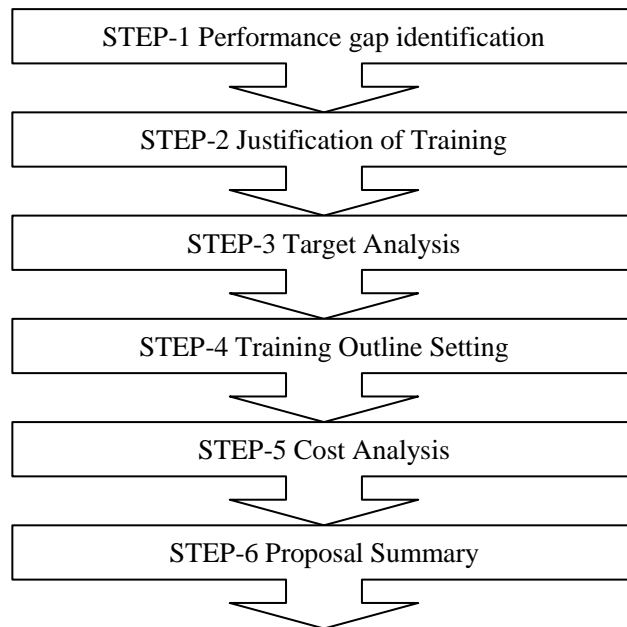 STEP-1 Performance gap identification
STEP-2 Justification of Training
STEP-3 Target Analysis
STEP-4 Training Outline Setting
STEP-5 Cost Analysis
STEP-6 Proposal Summary